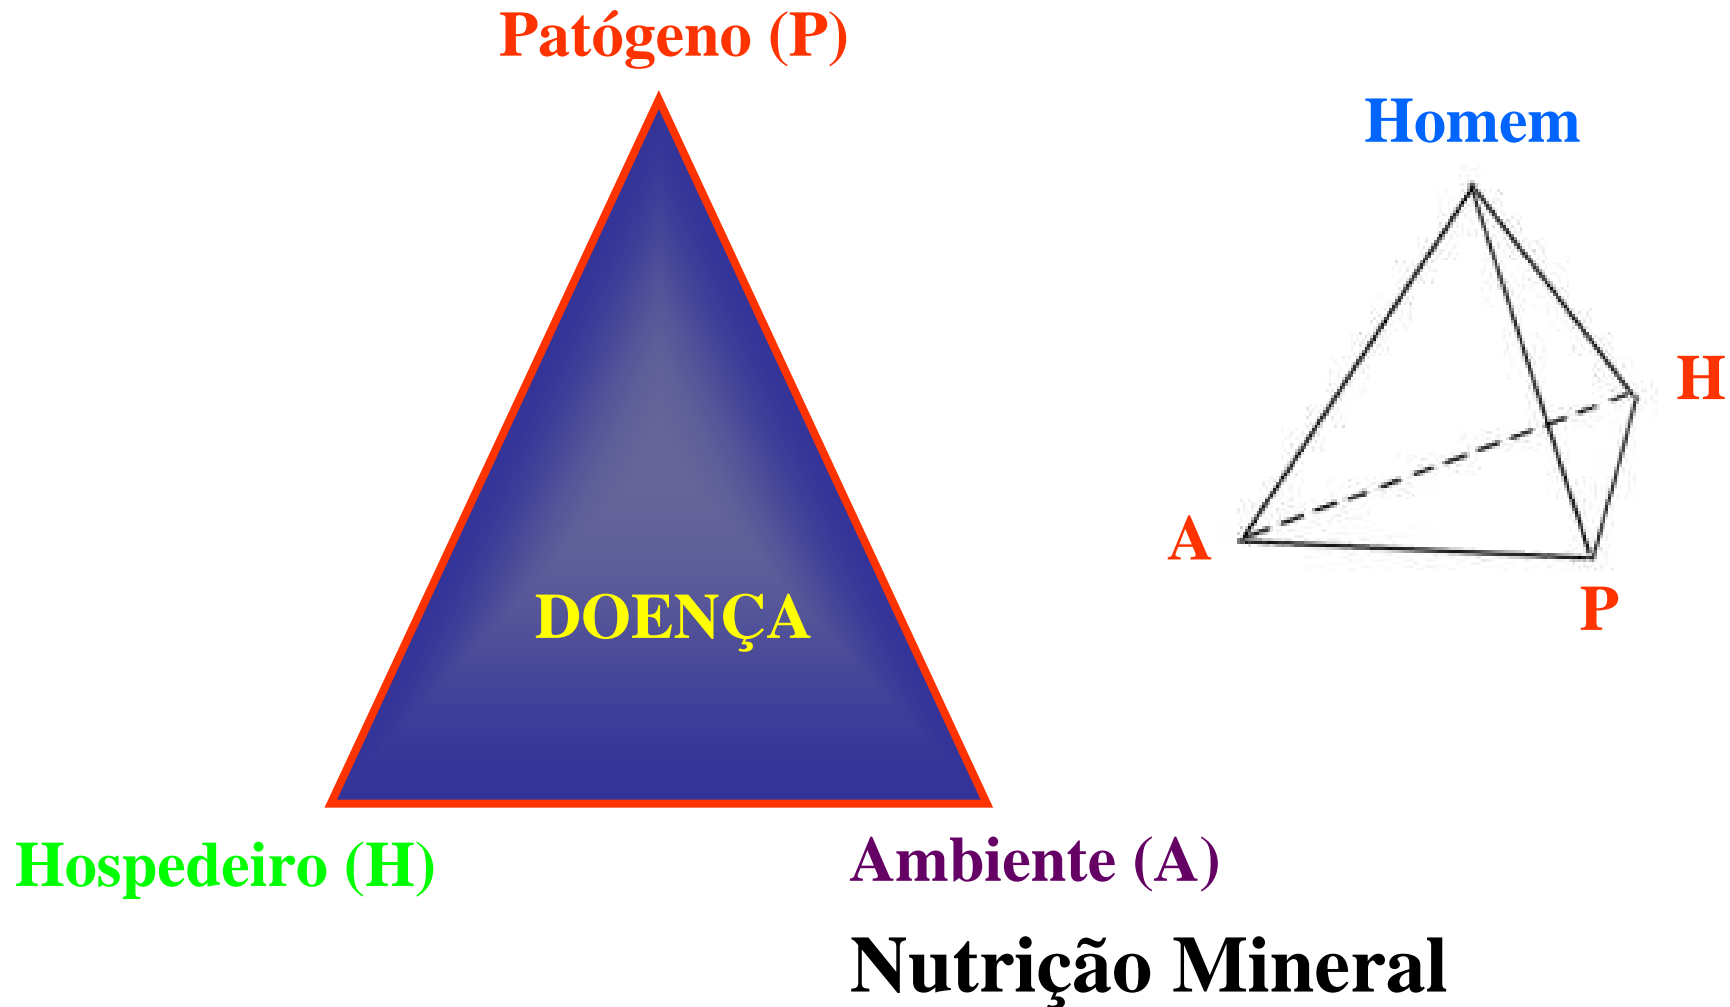 Patógeno (P)
Homem
H
A
P
DOENÇA
Hospedeiro (H)
Ambiente (A)
Nutrição Mineral